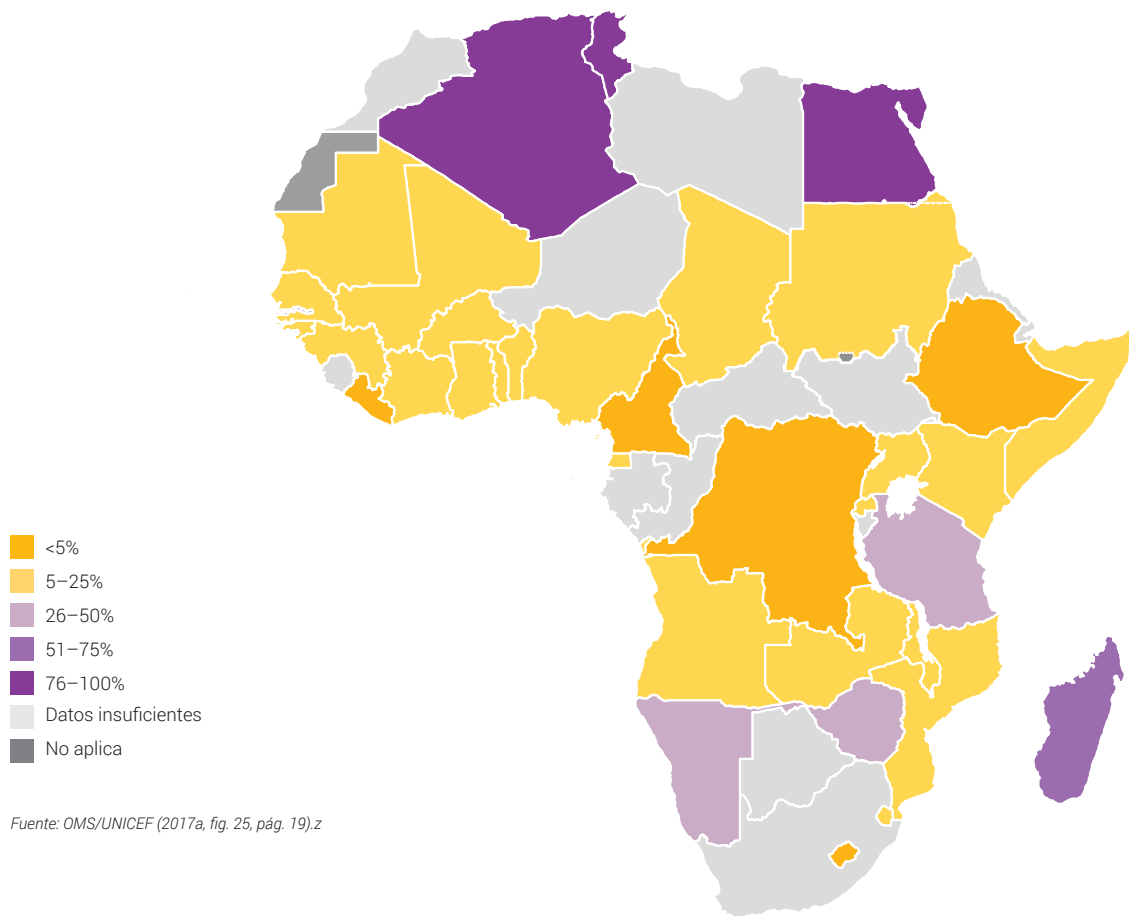 <5%
5–25%
26–50%
51–75%
76–100%
Datos insuficientes
No aplica
Fuente: OMS/UNICEF (2017a, fig. 25, pág. 19).z